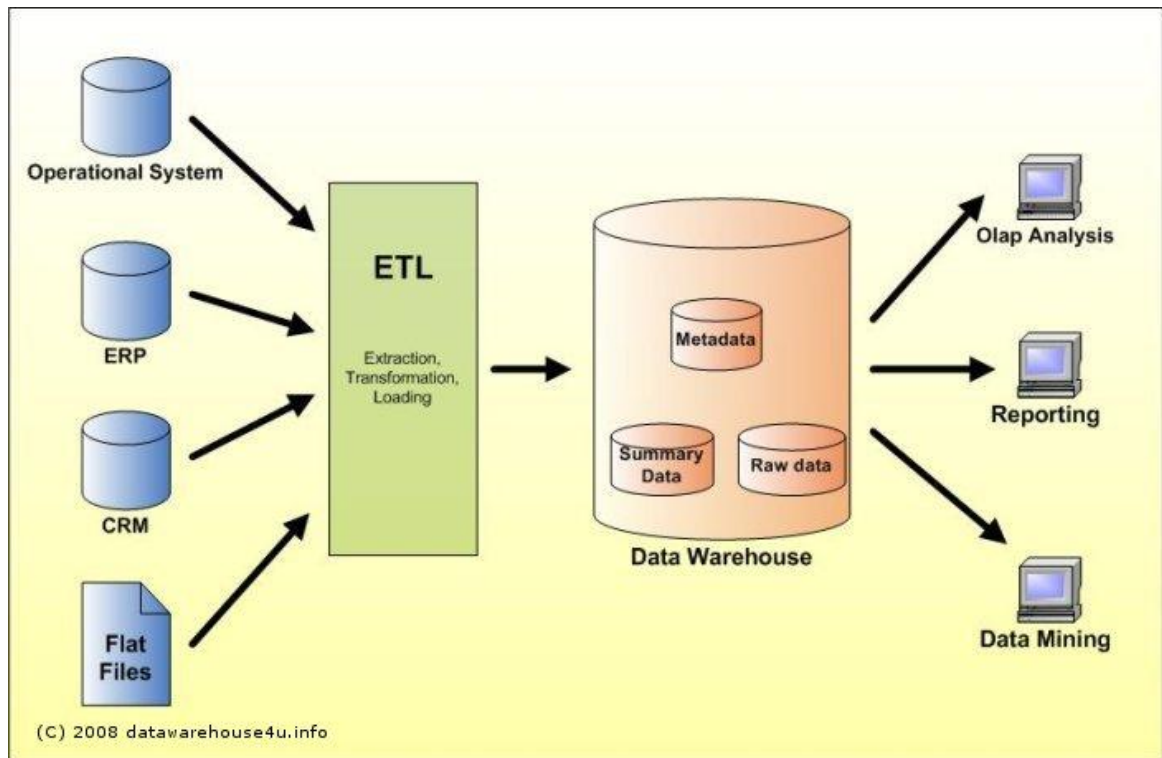 Operational System
ERP
CRM
Flat
Files
ETL
Extraction,
Transformation,
Loading
Metadata
Summary
Data
Raw data
Data Warehouse
Olap Analysis
Reporting
Data Mining
(C) 2008 datawarehouse4u.info